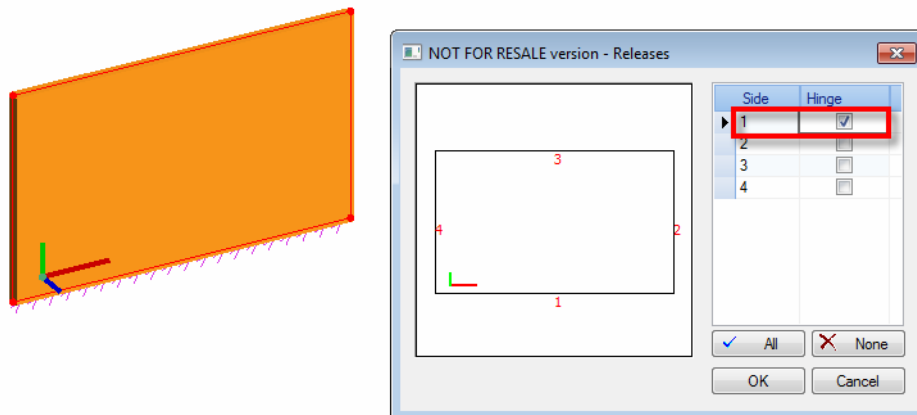 NOT FOR RESALE version - Releases
Side Hinge
1
2
3
4
3
4
2
1
All None
OK Cancel